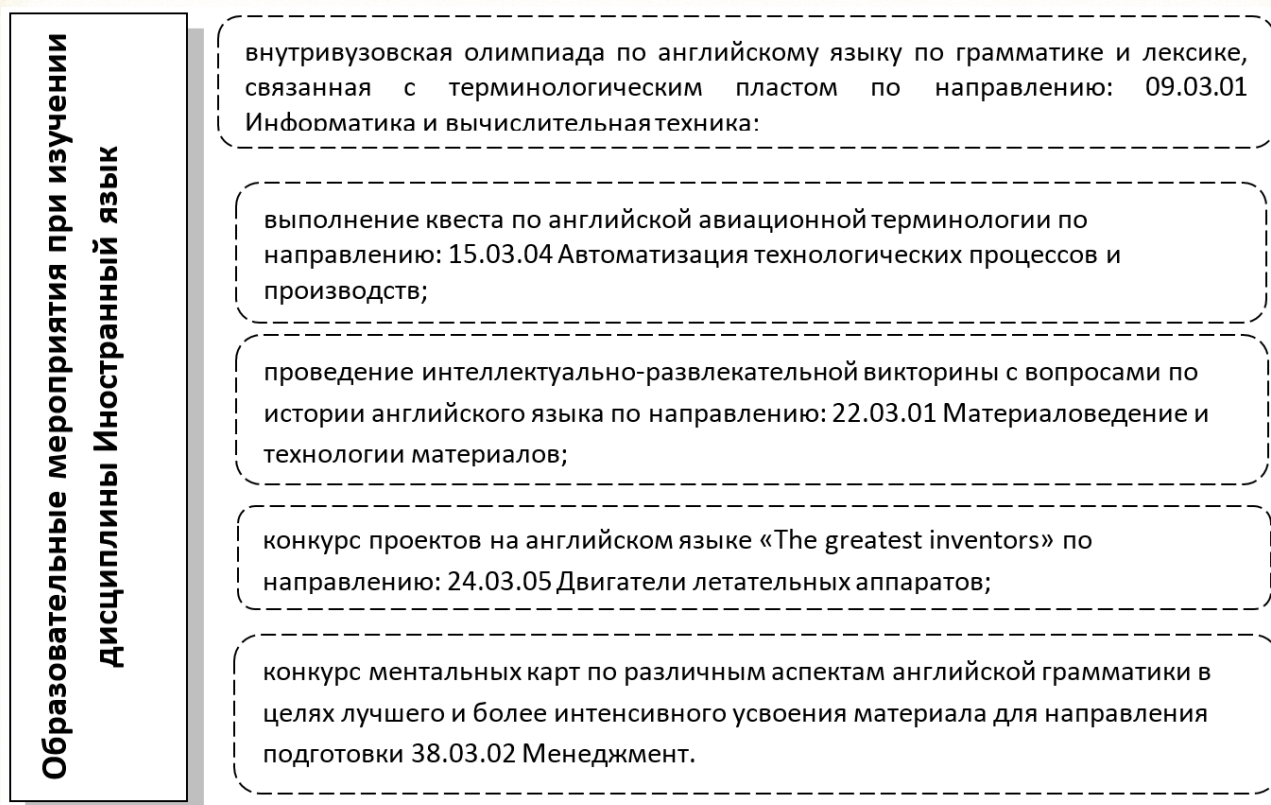 Образовательные мероприятия при изучении
дисциплины Иностранный язык
внутривузовская олимпиада по английскому языку по грамматике и лексике,
связанная с терминологическим пластом по направлению: 09.03.01
Информатика и вычислительная техника;
выполнение квеста по английской авиационной терминологии по
направлению: 15.03.04 Автоматизация технологических процессов и
производств;
проведение интеллектуально-развлекательной викторины с вопросами по
истории английского языка по направлению: 22.03.01 Материаловедение и
технологии материалов;
конкурс проектов на английском языке «The greatest inventors» по
направлению: 24.03.05 Двигатели летательных аппаратов;
конкурс ментальных карт по различным аспектам английской грамматики в
целях лучшего и более интенсивного усвоения материала для направления
подготовки 38.03.02 Менеджмент.